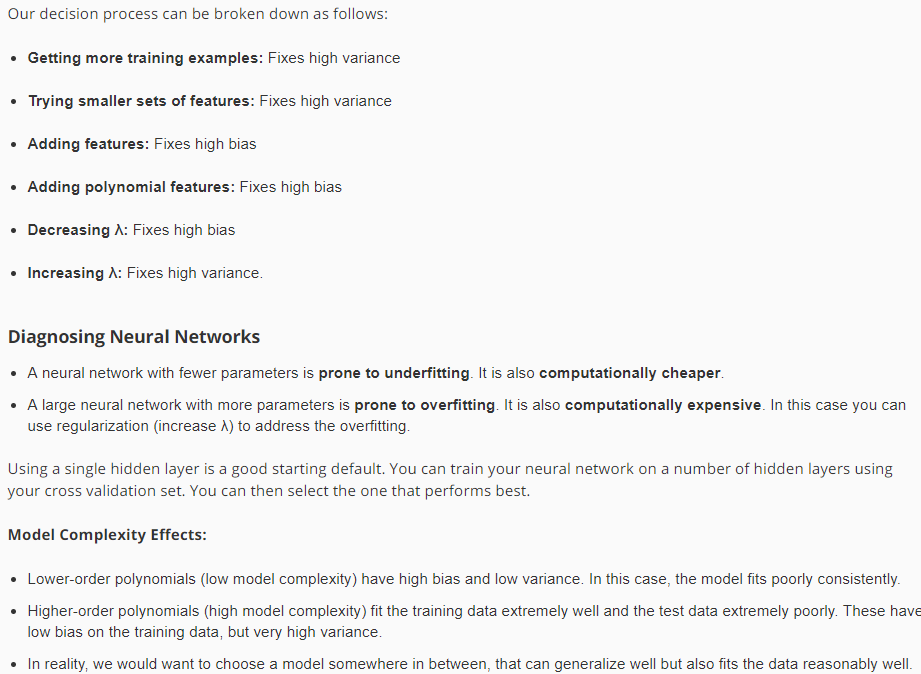 Our decision process can be broken down as follows:
• Getting more training examples: Fixes high variance
• Trying smaller sets of features: Fixes high variance
• Adding features: Fixes high bias
• Adding polynomial features: Fixes high bias
• Decreasing λ: Fixes high bias
• Increasing λ: Fixes high variance.
Diagnosing Neural Networks
• A neural network with fewer parameters is prone to underfitting. It is also computationally cheaper.
• A large neural network with more parameters is prone to overfitting. It is also computationally expensive. In this case you can
use regularization (increase λ) to address the overfitting.
Using a single hidden layer is a good starting default. You can train your neural network on a number of hidden layers using
your cross validation set. You can then select the one that performs best.
Model Complexity Effects:
• Lower-order polynomials (low model complexity) have high bias and low variance. In this case, the model fits poorly consistently.
• Higher-order polynomials (high model complexity) fit the training data extremely well and the test data extremely poorly. These have
low bias on the training data, but very high variance.
• In reality, we would want to choose a model somewhere in between, that can generalize well but also fits the data reasonably well.